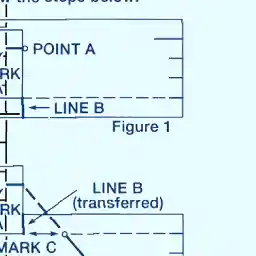 the steps below:
POINT A
RK
LINE B
Figure 1
LINE B
(transferred)
RK
MARK C